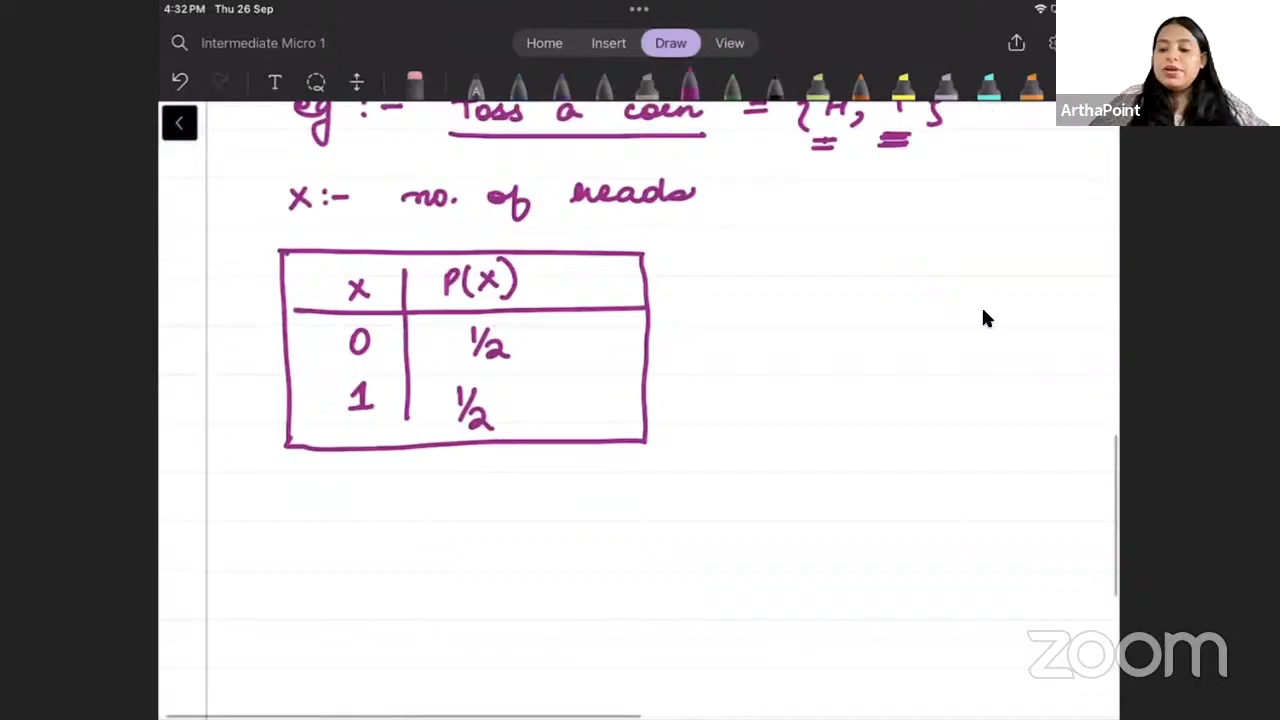 4:32 PM Thu 26 Sep
Intermediate Micro 1
Home Insert Draw View
ArthaPoint
eg :- Toss a coin = {H, T}
x :- no. of heads
x P(x)
0 1/2
1 1/2
zoom